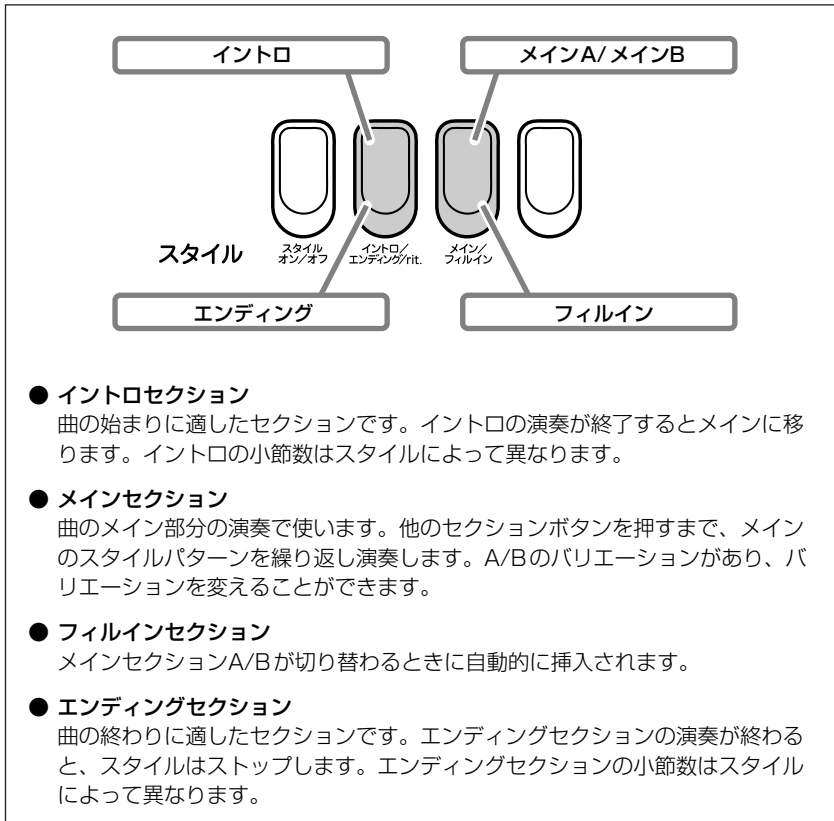 イントロ
メインA/メインB
スタイル
スタイル
オン/オフ
イントロ/
エンディング/rit.
メイン/
フィルイン
エンディング
フィルイン
● イントロセクション
曲の始まりに適したセクションです。イントロの演奏が終了するとメインに移
ります。イントロの小節数はスタイルによって異なります。
● メインセクション
曲のメイン部分の演奏で使います。他のセクションボタンを押すまで、メイン
のスタイルパターンを繰り返し演奏します。A/Bのバリエーションがあり、バ
リエーションを変えることができます。
● フィルインセクション
メインセクションA/Bが切り替わるときに自動的に挿入されます。
● エンディングセクション
曲の終わりに適したセクションです。エンディングセクションの演奏が終わる
と、スタイルはストップします。エンディングセクションの小節数はスタイル
によって異なります。